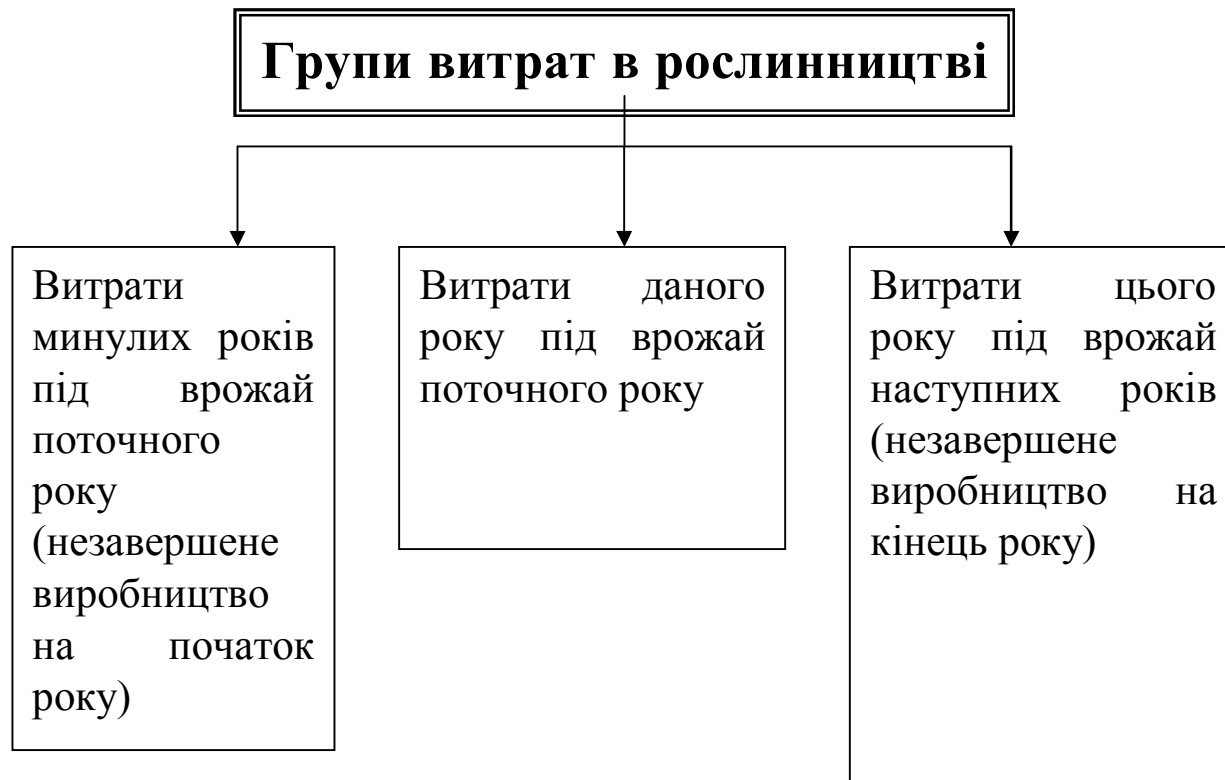 Групи витрат в рослинництві
Витрати
минулих років
під врожай
поточного
року
(незавершене
виробництво
на початок
року)
Витрати даного
року під врожай
поточного року
Витрати цього
року під врожай
наступних років
(незавершене
виробництво на
кінець року)